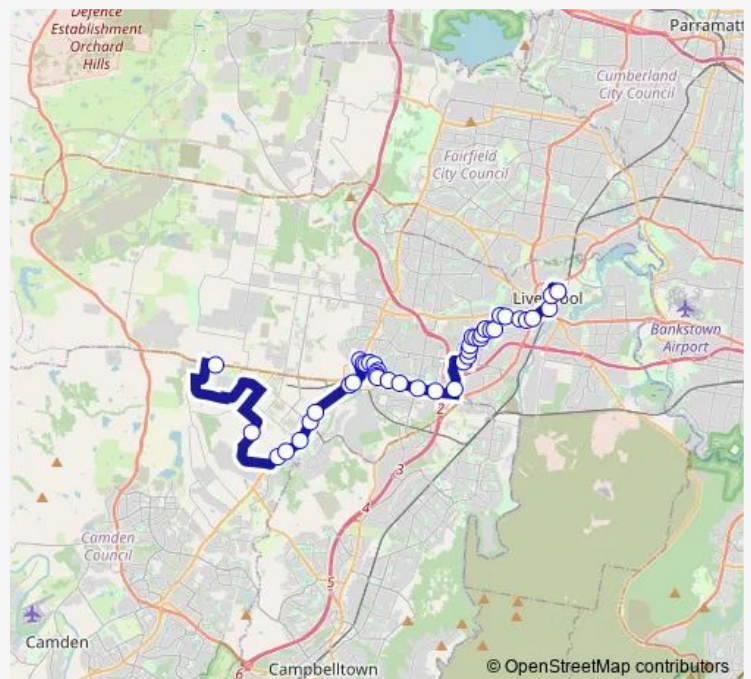 Defence
Establishment
Orchard
Hills
Parramatt
Cumberland
City Council
Fairfield
City Council
Liverpool
Bankstown
Airport
2
3
4
Camden
Council
5
Camden
6
Campbelltown
© OpenStreetMap contributors